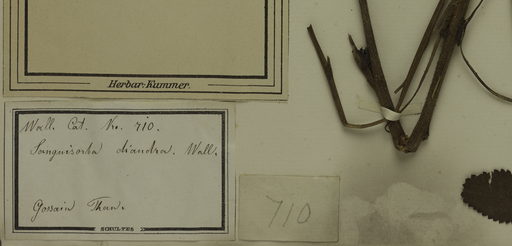 Herbar. Kummer.
Wall. Cat. No. 710.
Sanguisorba diandra. Wall.
Gossain Than.
SCHULTES
710